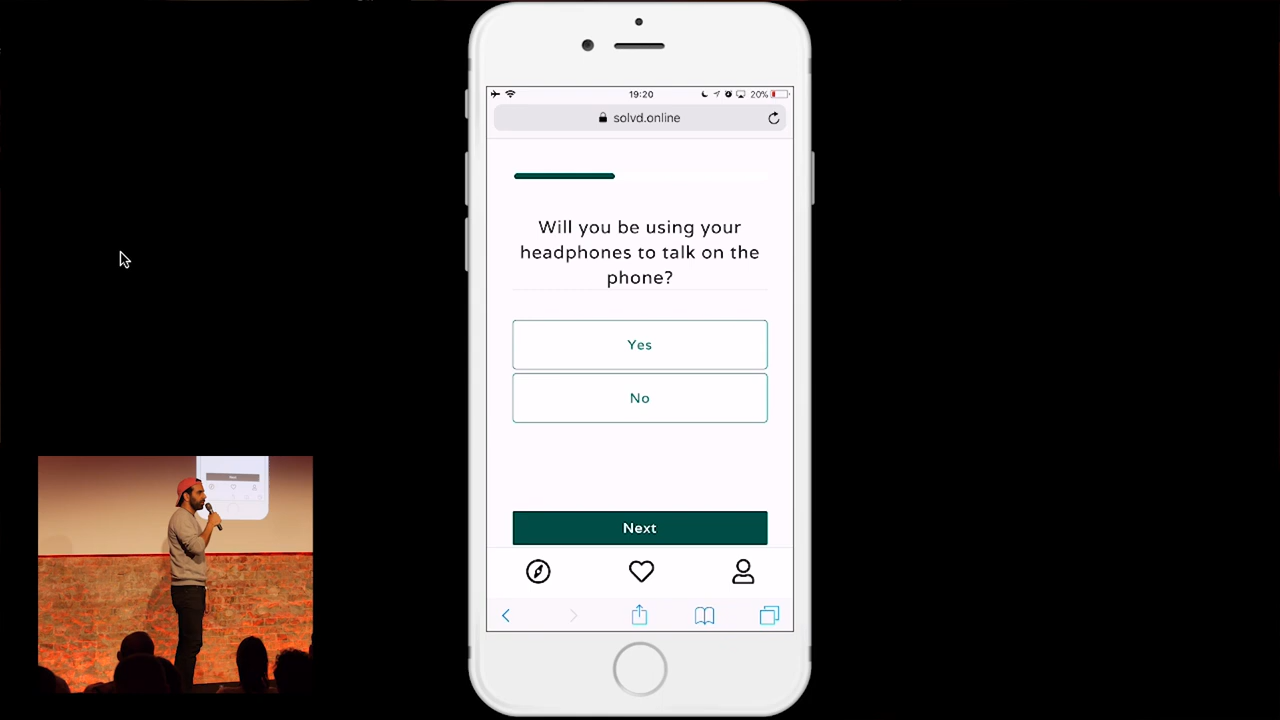 19:20
20%
solvd.online
Will you be using your
headphones to talk on the
phone?
Yes
No
Next